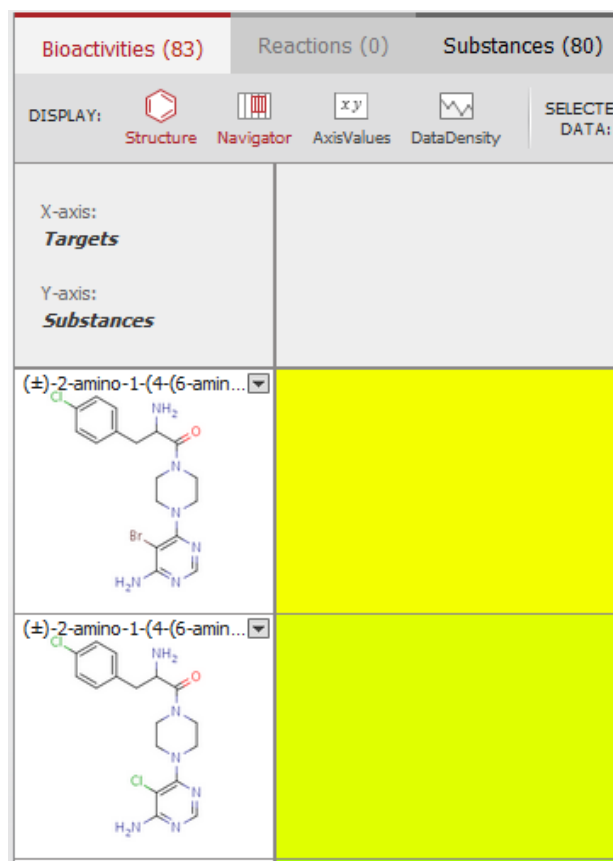 Bioactivities (83) Reactions (0) Substances (80)
DISPLAY: Structure Navigator xy AxisValues DataDensity SELECTE
DATA:
X-axis:
Targets
Y-axis:
Substances
(±)-2-amino-1-(4-(6-amin...
Cl
NH₂
O
N
N
Br
N
H₂N
N
(±)-2-amino-1-(4-(6-amin...
Cl
NH₂
O
N
N
Cl
N
H₂N
N